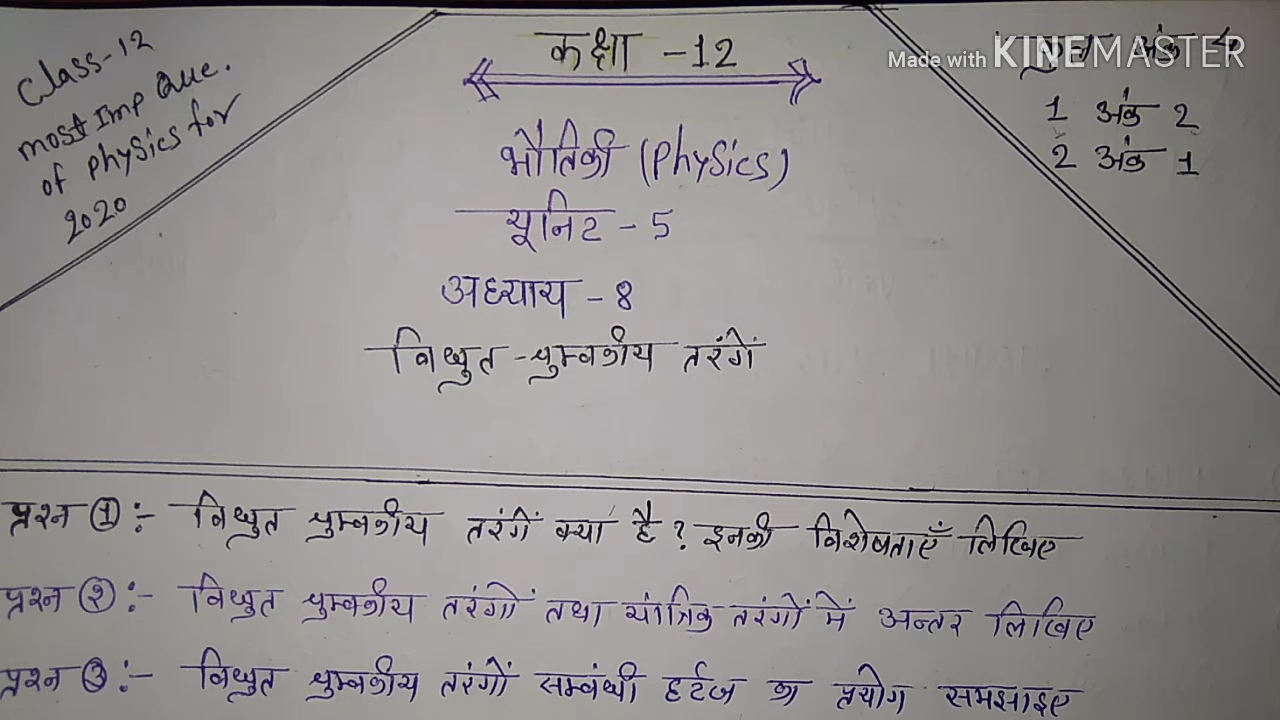 Class-12
most Imp Que.
of Physics for
2020
कक्षा - 12
Made with KINEMASTER
अंक 4
1 अंक 2
2 अंक 1
भौतिकी (Physics)
यूनिट - 5
अध्याय - 8
विधुत - चुम्बकीय तरंगें
प्रश्न ① :- विधुत चुम्बकीय तरंगें क्या है ? इनकी विशेषताएँ लिखिए
प्रश्न ② :- विधुत चुम्बकीय तरंगों तथा यांत्रिक तरंगों में अन्तर लिखिए
प्रश्न ③ :- विधुत चुम्बकीय तरंगों सम्बंधी हर्टज का प्रयोग समझाइए